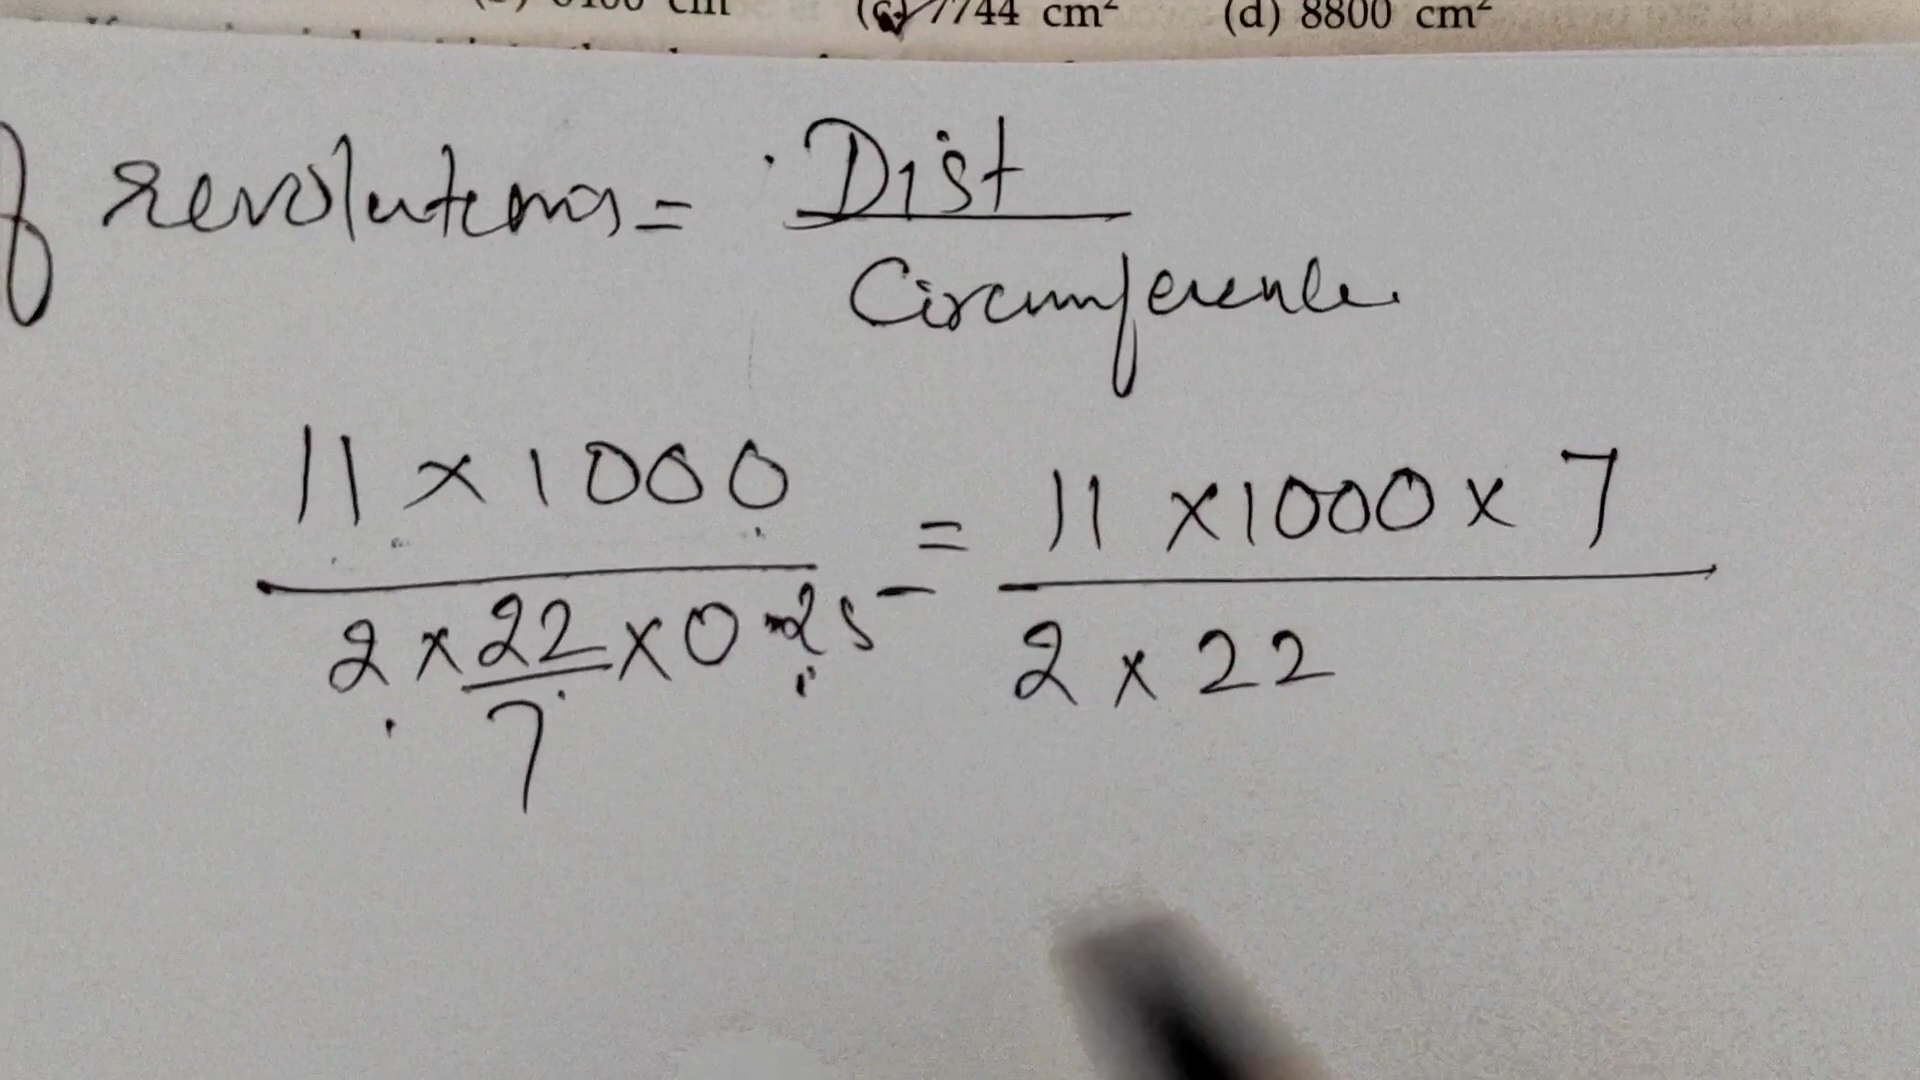 cm (c) 7744 cm² (d) 8800 cm²
f revolutions = Dist / Circumference
11 × 1000 / 2 × 22/7 × 0.25 = 11 × 1000 × 7 / 2 × 22